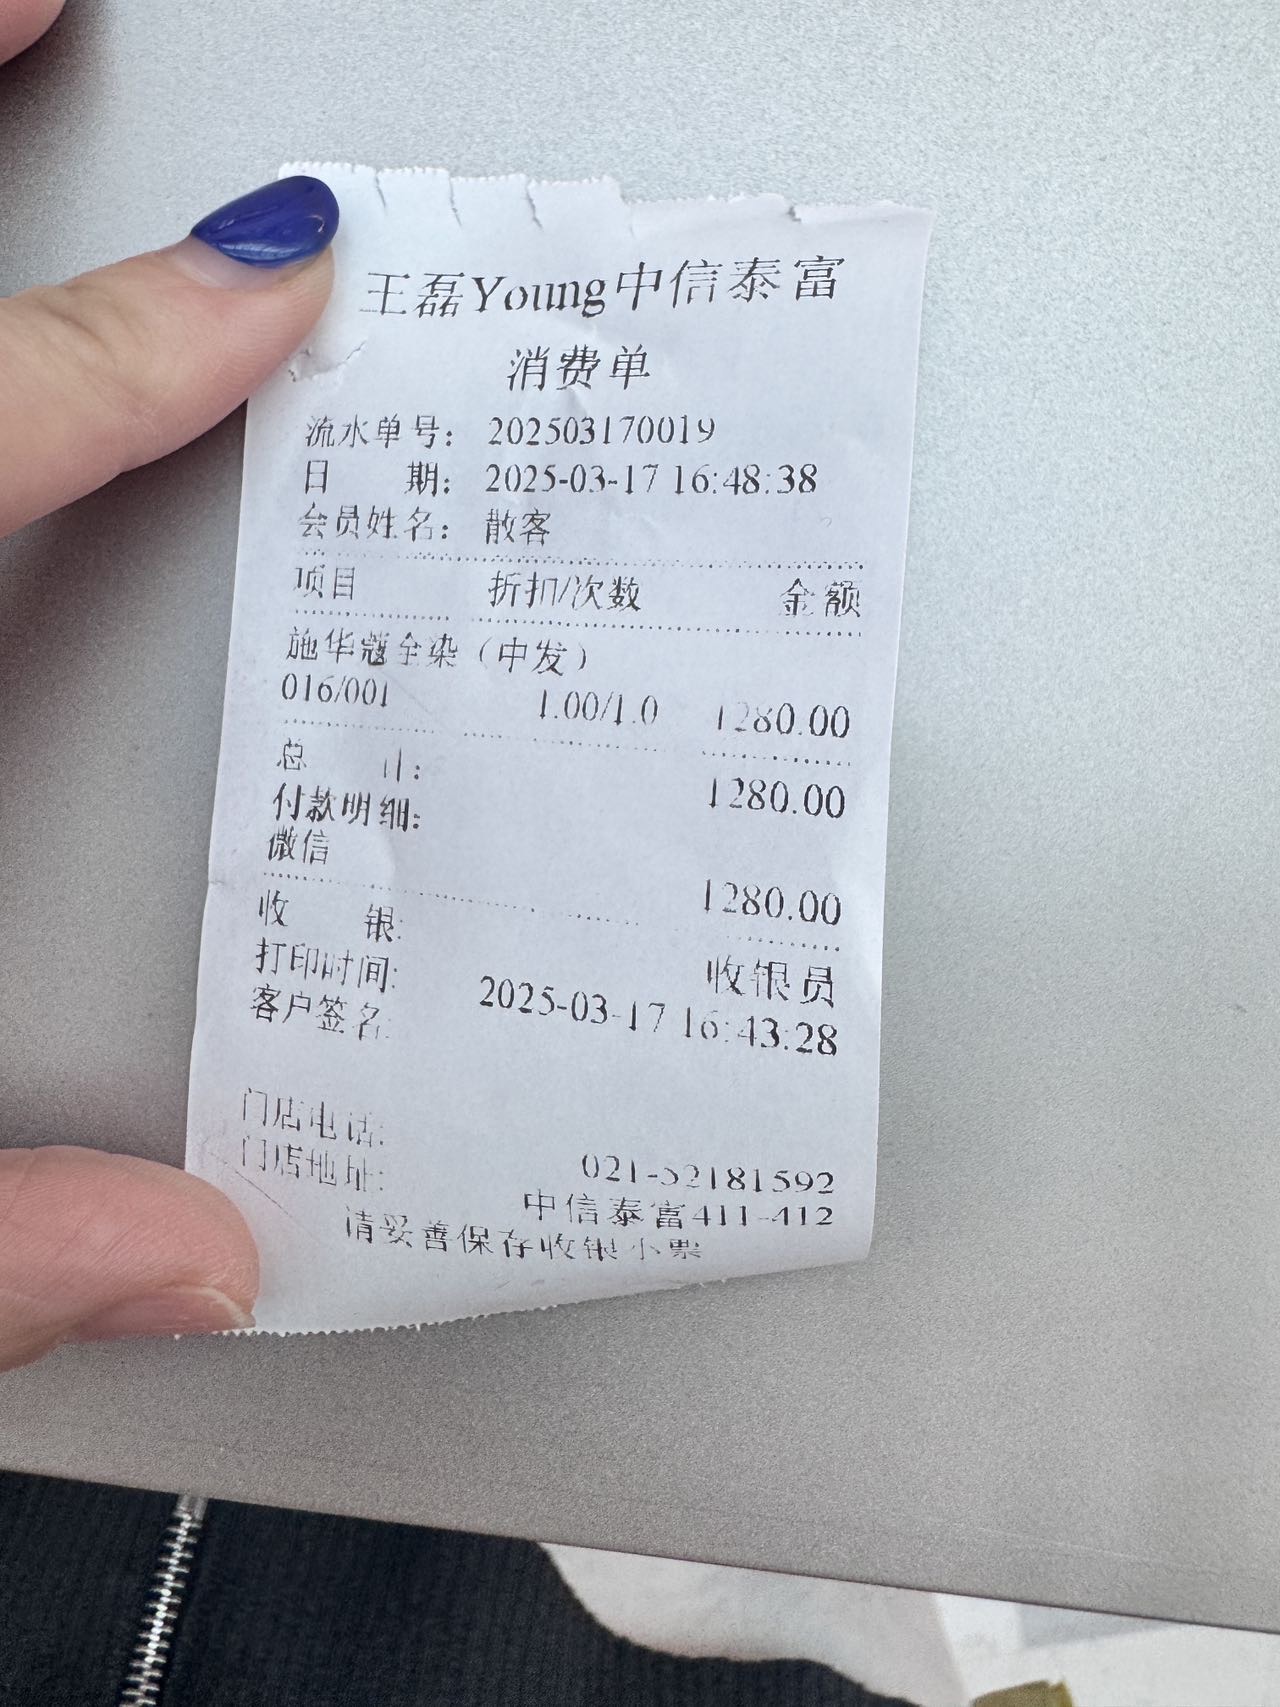 王磊Young中信泰富
消费单
流水单号： 202503170019
日 期： 2025-03-17 16:48:38
会员姓名： 散客
项目 折扣/次数 金额
施华蔻全染（中发）
016/001 1.00/1.0 1280.00
总 计： 1280.00
付款明细：
微信 1280.00
收 银: 收银员
打印时间: 2025-03-17 16:43:28
客户签名:
门店电话: 021-52181592
门店地址: 中信泰富411-412
请妥善保存收银小票